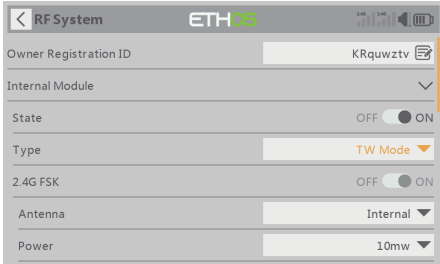 RF System ETHOS
Owner Registration ID KRquwztv
Internal Module
State OFF ON
Type TW Mode
2.4G FSK OFF ON
Antenna Internal
Power 10mw